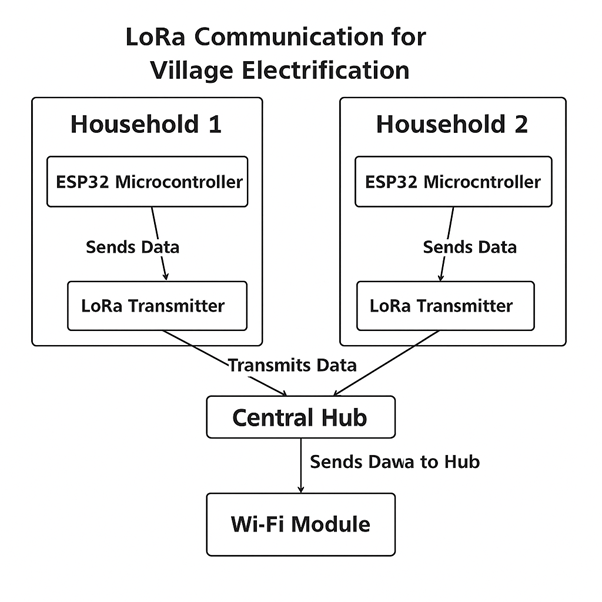 LoRa Communication for
Village Electrification
Household 1
ESP32 Microcontroller
Sends Data
LoRa Transmitter
Household 2
ESP32 Microcntroller
Sends Data
LoRa Transmitter
Transmits Data
Central Hub
Sends Dawa to Hub
Wi-Fi Module